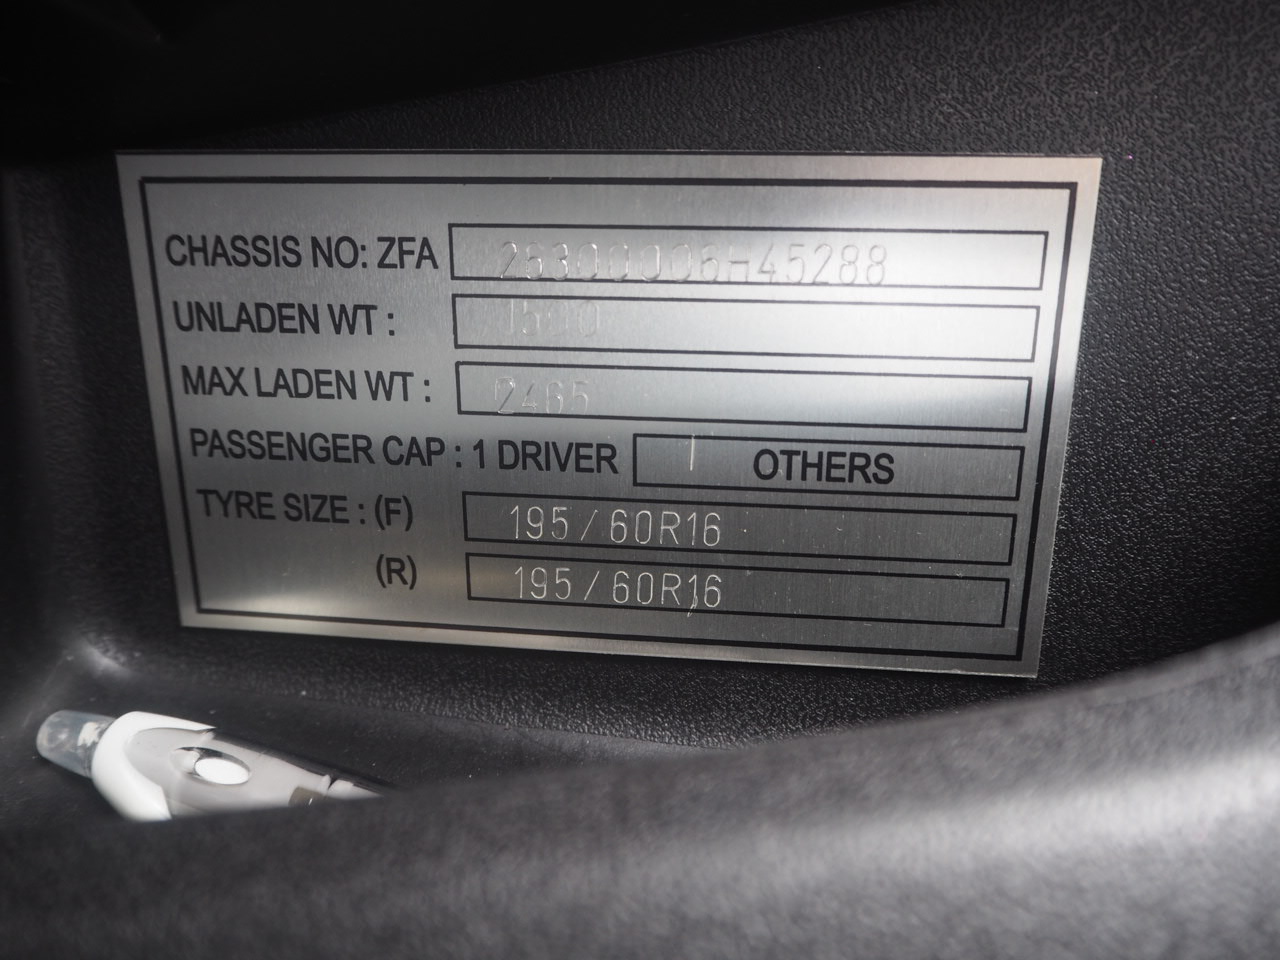 CHASSIS NO: ZFA 26300006H45288
UNLADEN WT : 1500
MAX LADEN WT : 2465
PASSENGER CAP : 1 DRIVER 1 OTHERS
TYRE SIZE : (F) 195/60R16
(R) 195/60R16